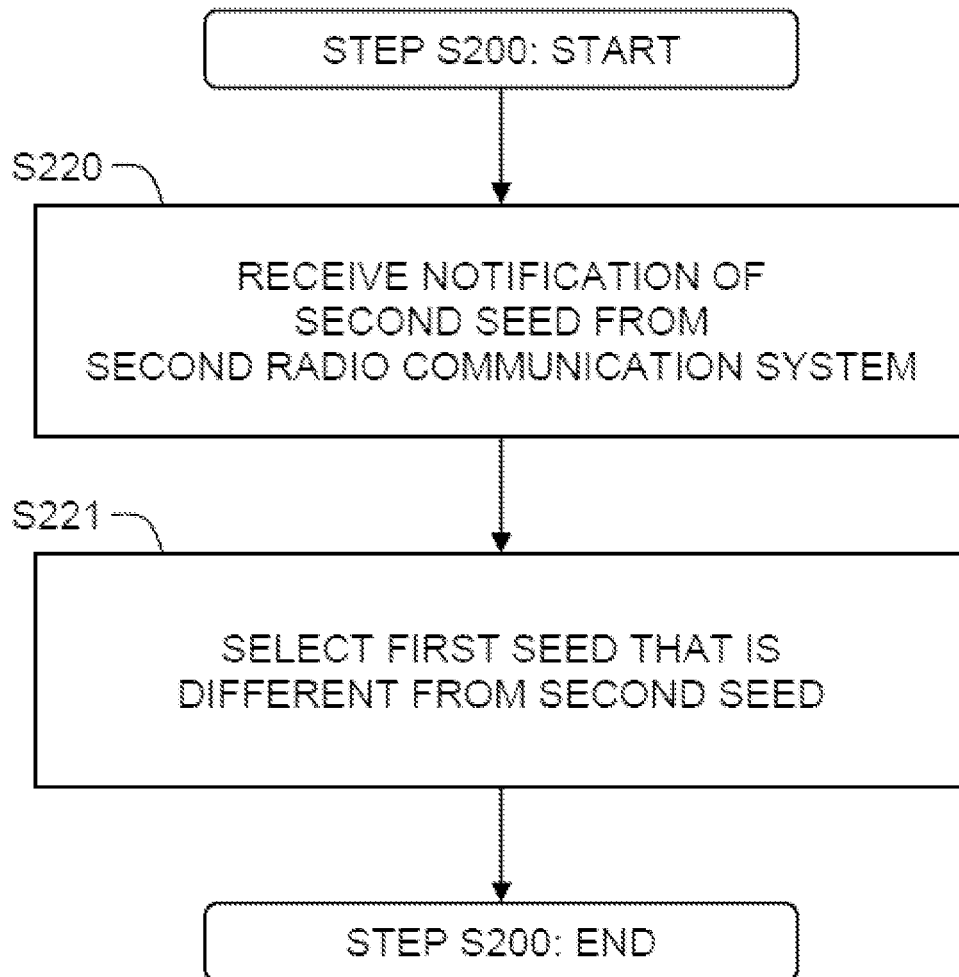 STEP S200: START
S220
RECEIVE NOTIFICATION OF
SECOND SEED FROM
SECOND RADIO COMMUNICATION SYSTEM
S221
SELECT FIRST SEED THAT IS
DIFFERENT FROM SECOND SEED
STEP S200: END